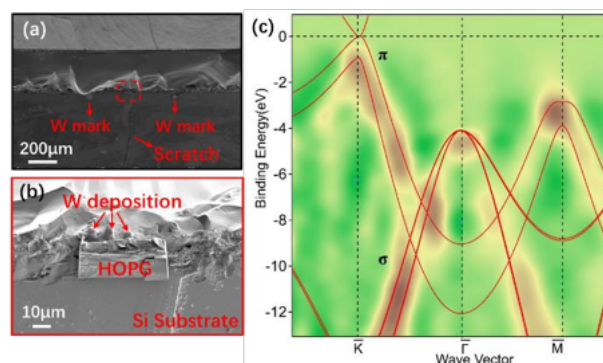 (a)
W mark
W mark
200μm
Scratch
(b)
W deposition
HOPG
10μm
Si Substrate
(c)
Binding Energy(eV)
0
-2
-4
-6
-8
-10
-12
π
σ
K̅
Γ̅
M̅
Wave Vector